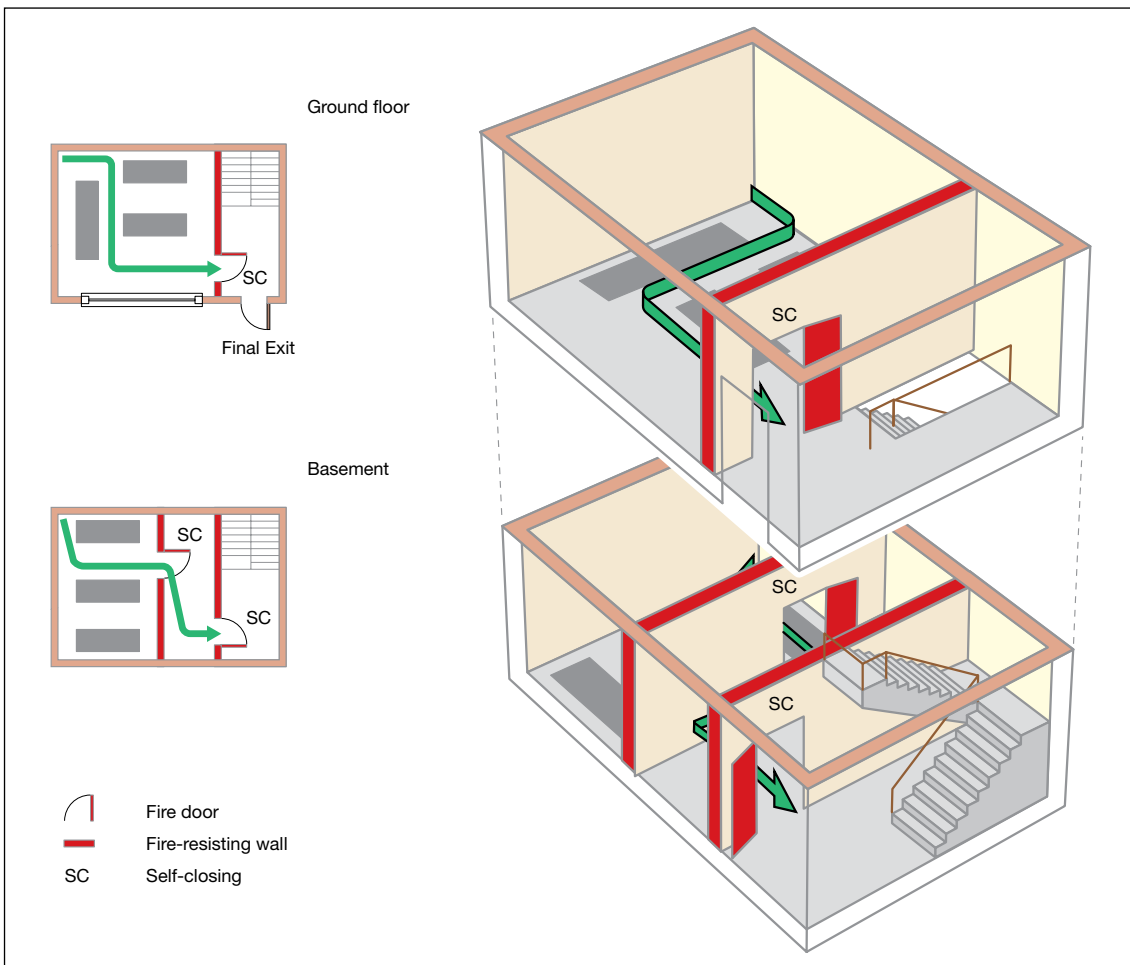 Ground floor
SC
Final Exit
SC
Basement
SC
SC
SC
SC
Fire door
Fire-resisting wall
SC
Self-closing